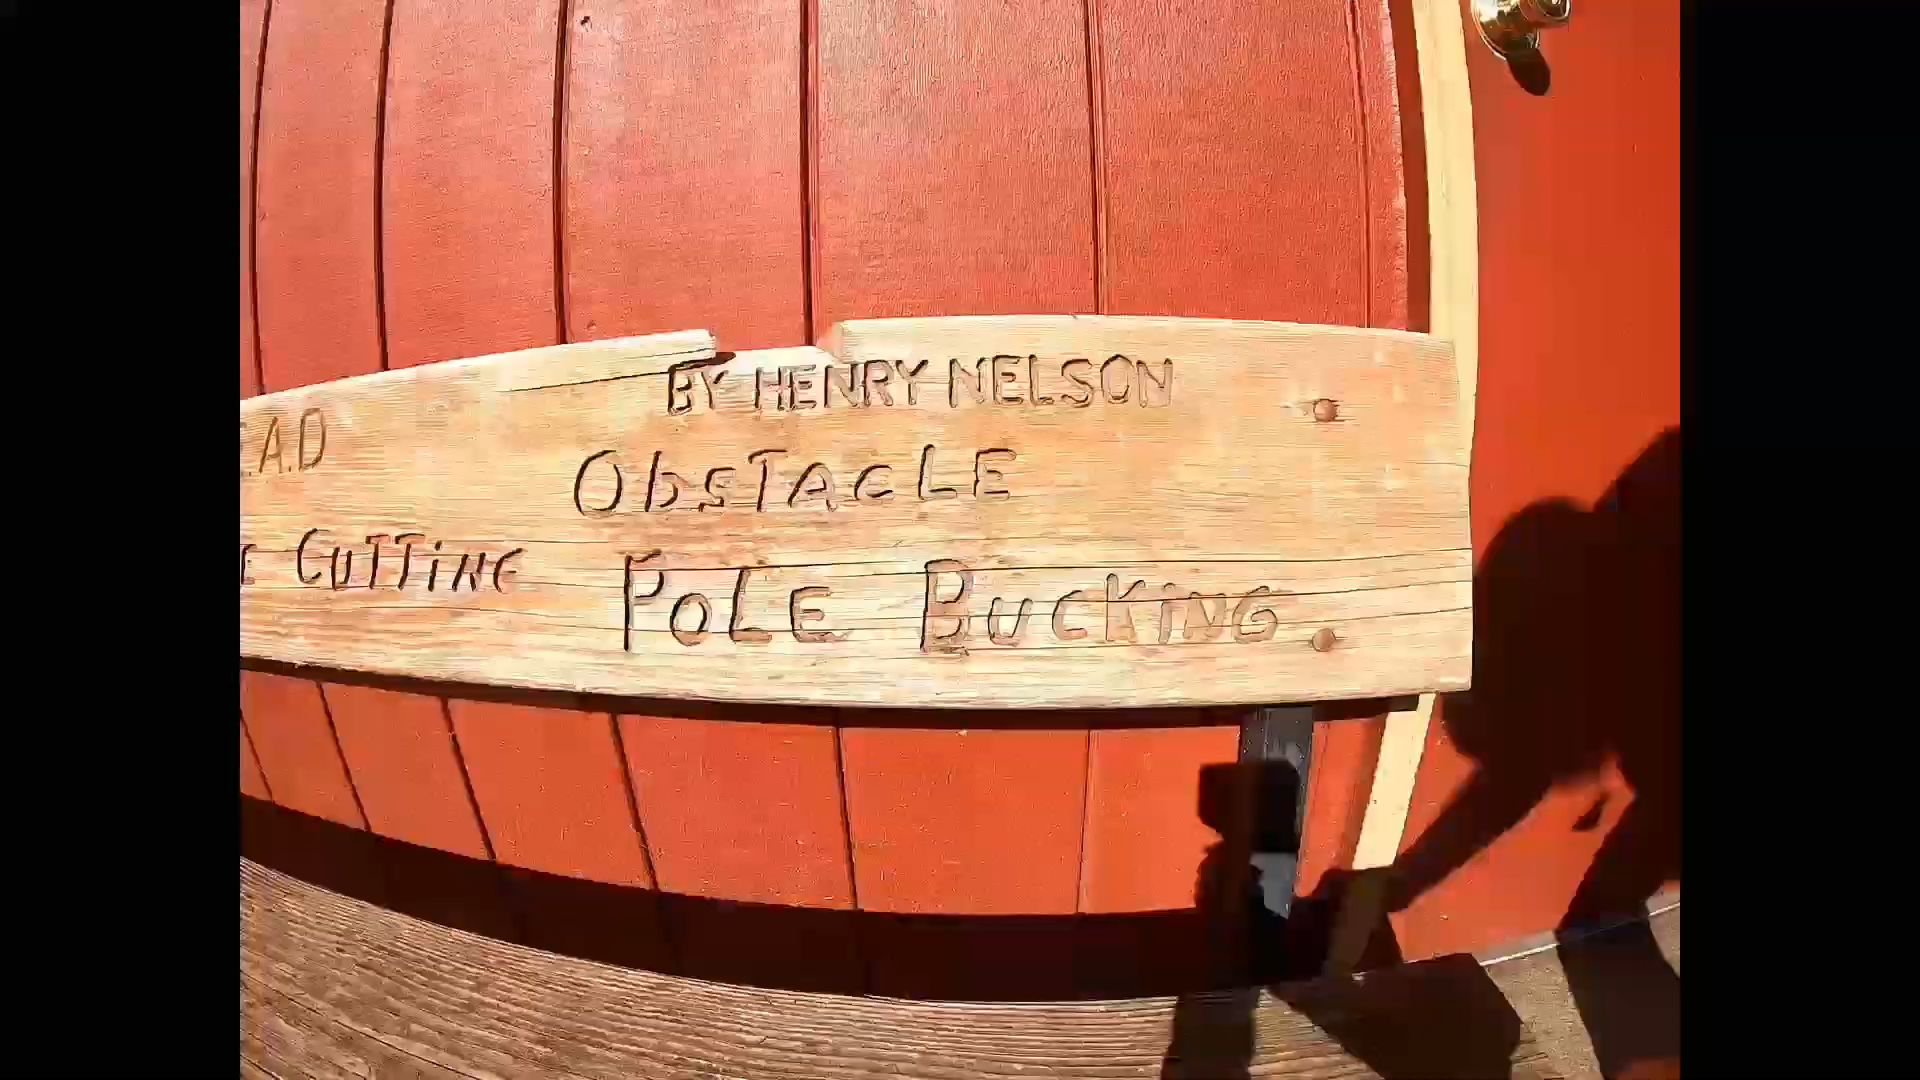 BY HENRY NELSON
A.D
ObsTAcLE
CuTTiNG
PoLE BucKiNG